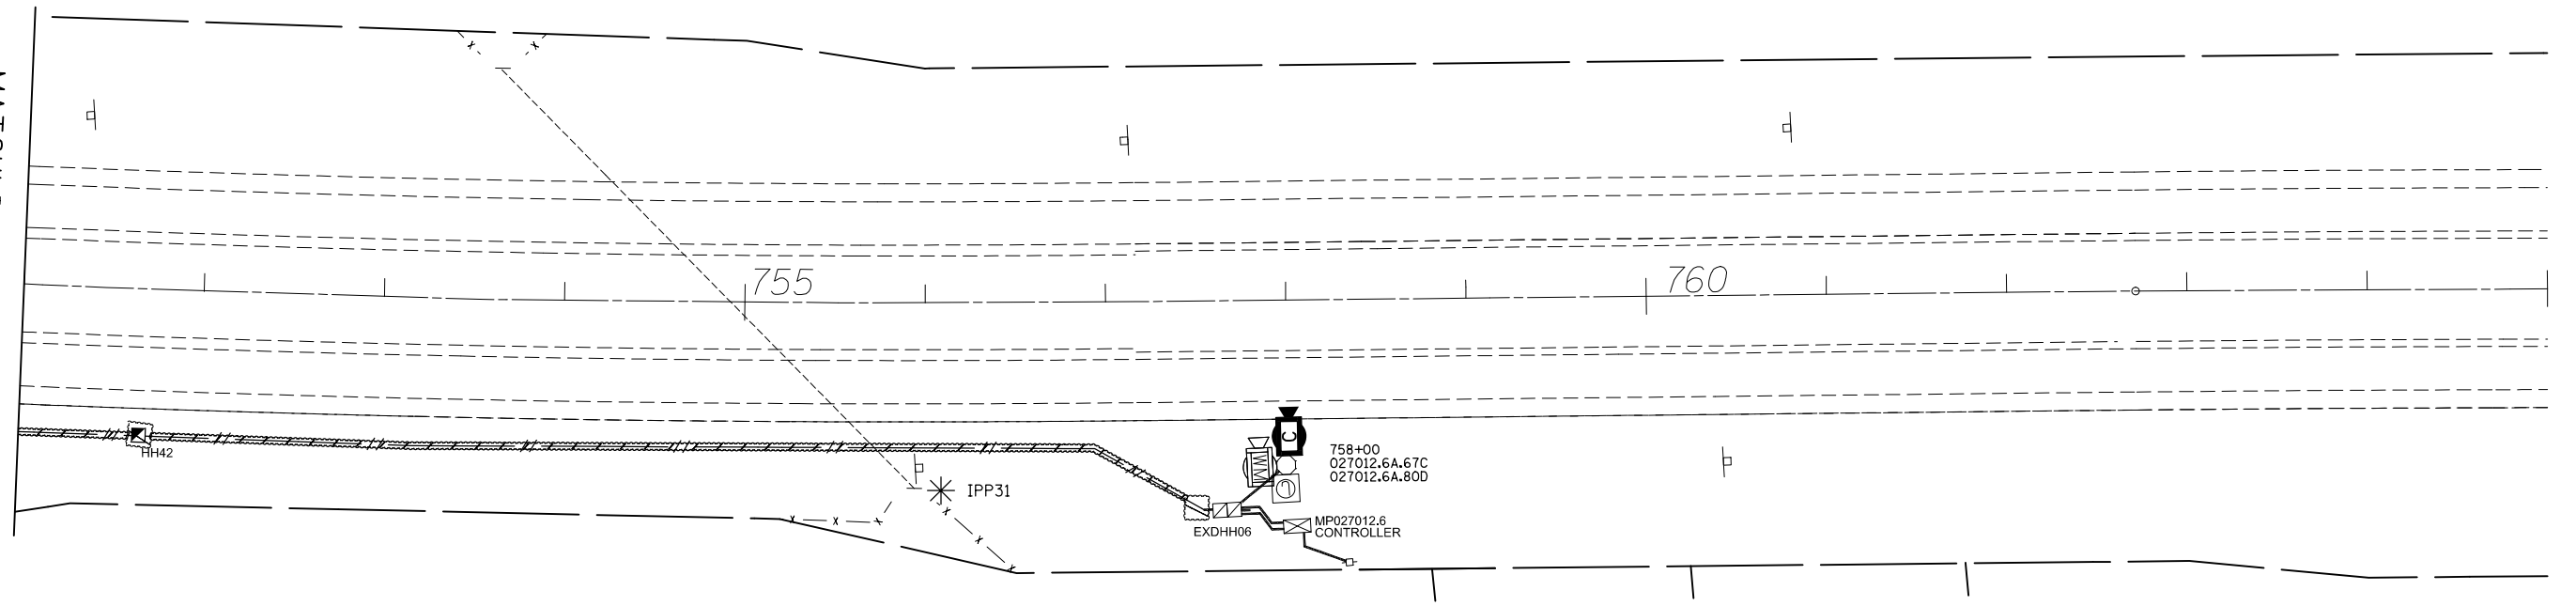 755
760
HH42
IPP31
C
758+00
027012.6A.67C
027012.6A.80D
EXDHH06
MP027012.6
CONTROLLER